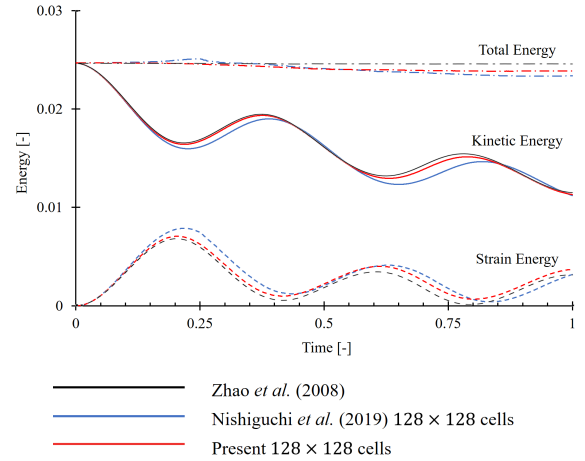 0.03
Total Energy
0.02
Energy [-]
Kinetic Energy
0.01
Strain Energy
0
0 0.25 0.5 0.75 1
Time [-]
Zhao et al. (2008)
Nishiguchi et al. (2019) 128 × 128 cells
Present 128 × 128 cells